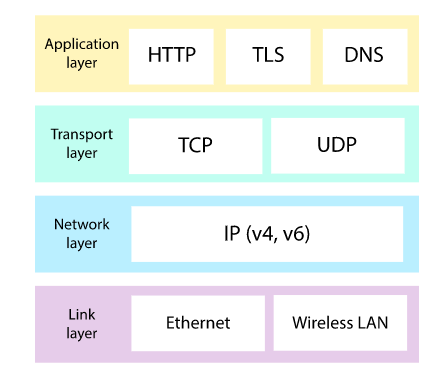 Application
layer
HTTP
TLS
DNS
Transport
layer
TCP
UDP
Network
layer
IP (v4, v6)
Link
layer
Ethernet
Wireless LAN